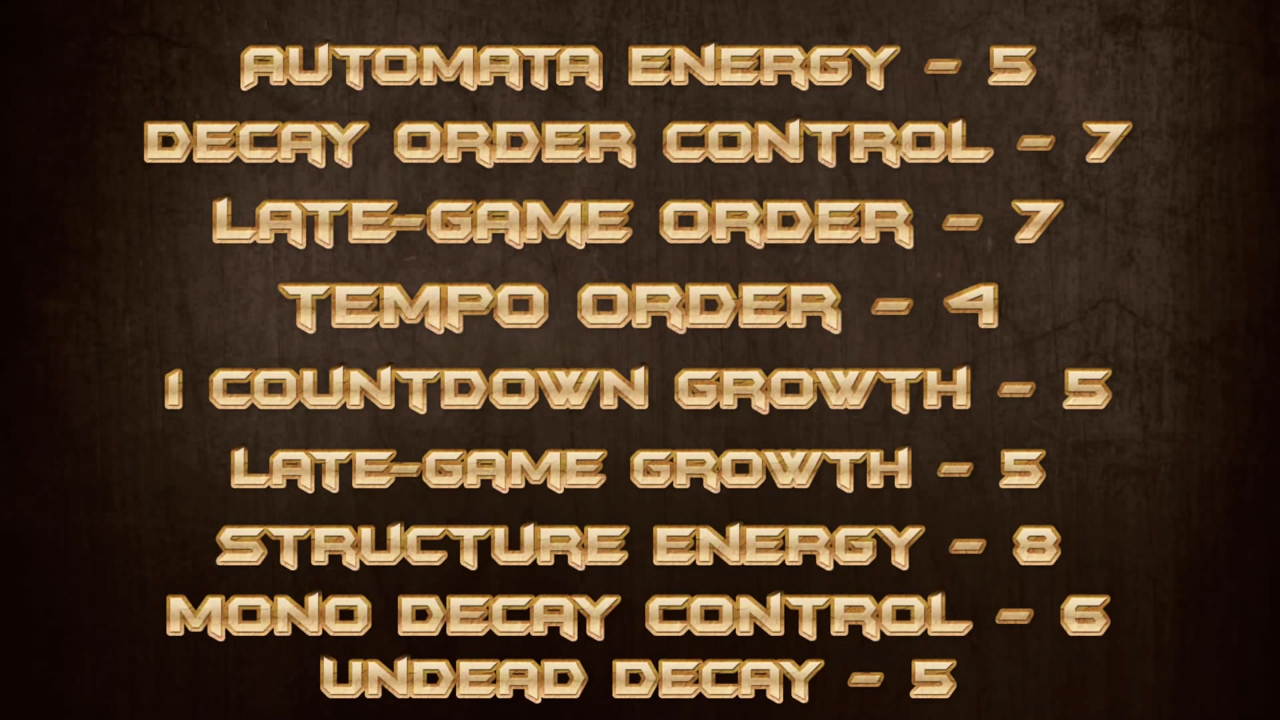 AUTOMATA ENERGY - 5
DECAY ORDER CONTROL - 7
LATE-GAME ORDER - 7
TEMPO ORDER - 4
1 COUNTDOWN GROWTH - 5
LATE-GAME GROWTH - 5
STRUCTURE ENERGY - 8
MONO DECAY CONTROL - 6
UNDEAD DECAY - 5